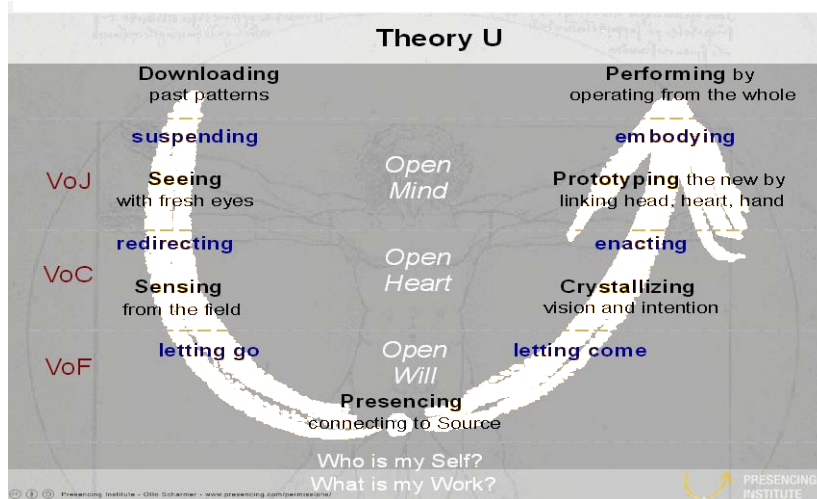 Theory U
Downloading
past patterns
Performing by
operating from the whole
suspending
embodying
VoJ
Seeing
with fresh eyes
Open
Mind
Prototyping the new by
linking head, heart, hand
redirecting
enacting
VoC
Sensing
from the field
Open
Heart
Crystallizing
vision and intention
VoF
letting go
Open
Will
letting come
Presencing
connecting to Source
Who is my Self?
What is my Work?
Presencing Institute - Otto Scharmer - www.presencing.com/permissions/
PRESENCING
INSTITUTE